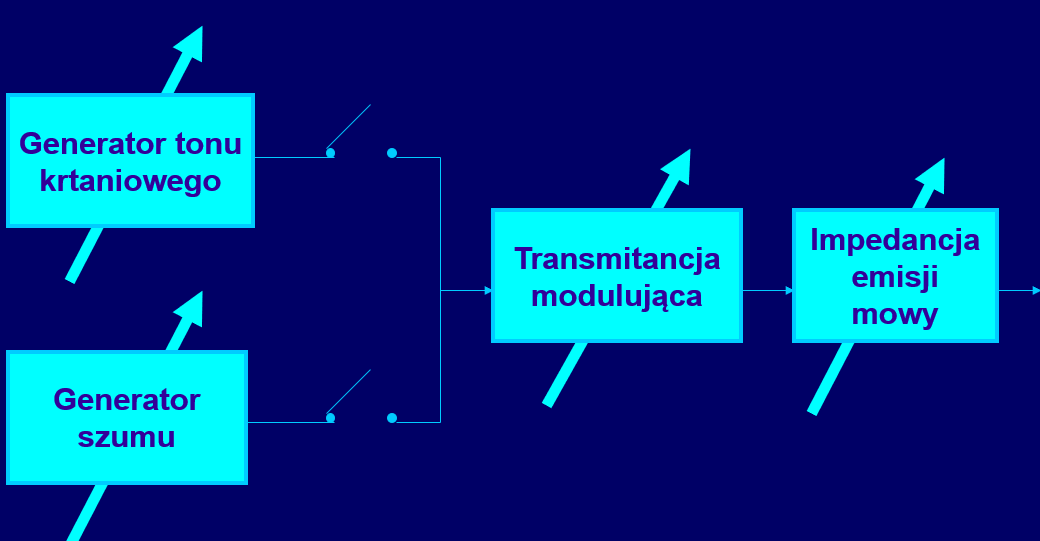 Generator tonu
krtaniowego
Transmitancja
modulująca
Impedancja
emisji
mowy
Generator
szumu